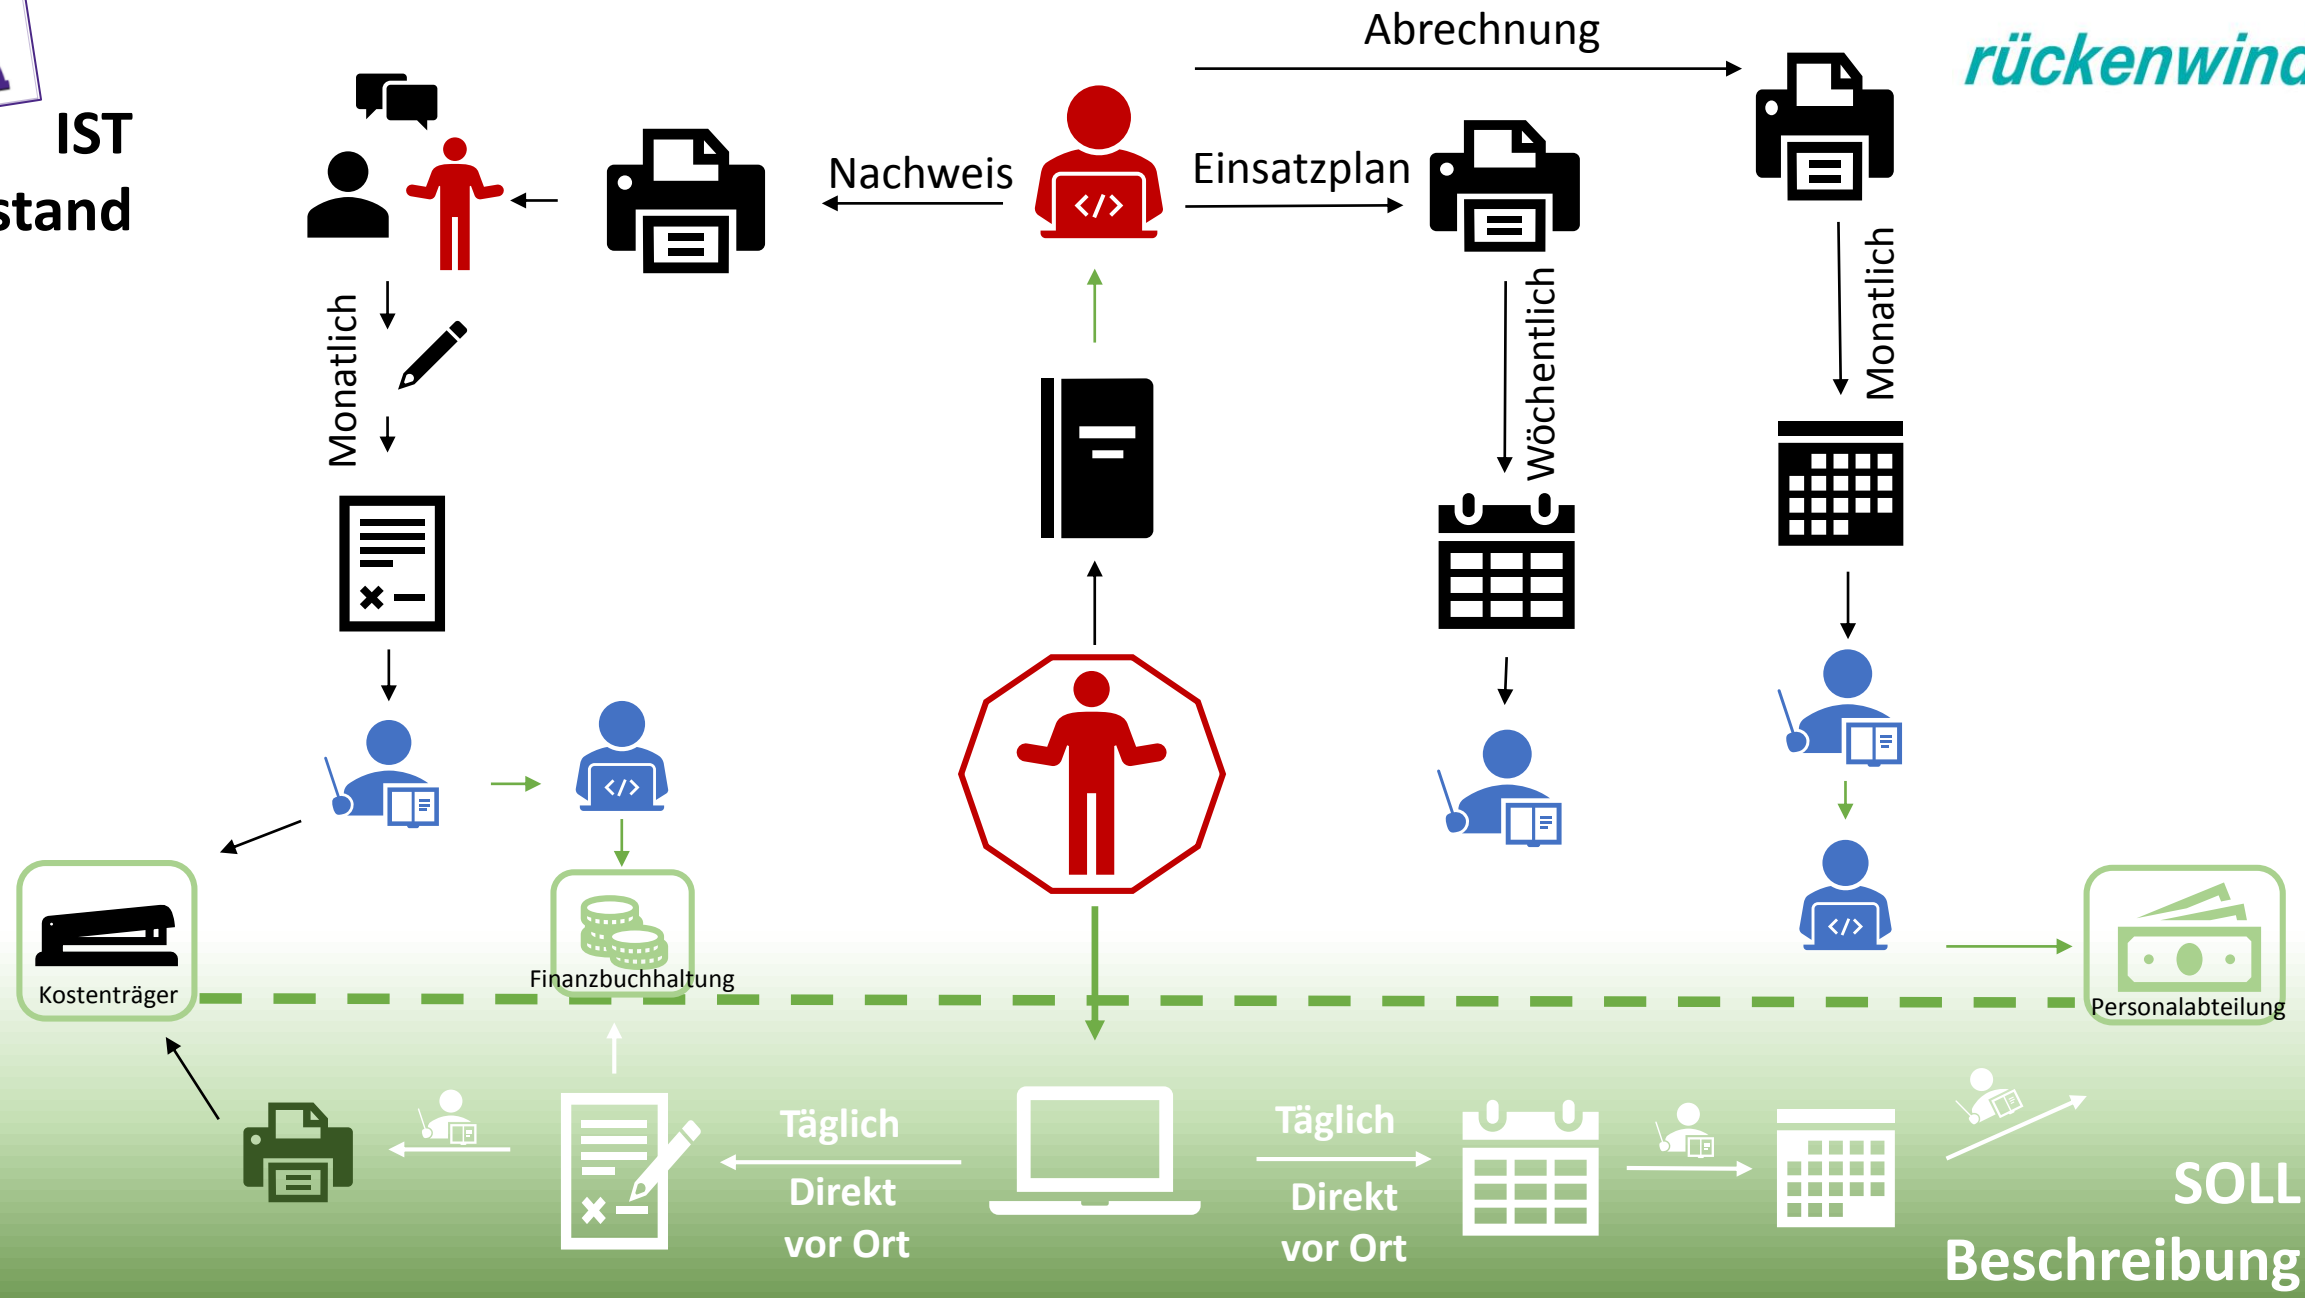 Abrechnung
rückenwind
IST
stand
Nachweis
Einsatzplan
Monatlich
Wöchentlich
Monatlich
Kostenträger
Finanzbuchhaltung
Personalabteilung
Täglich
Direkt
vor Ort
Täglich
Direkt
vor Ort
SOLL
Beschreibung